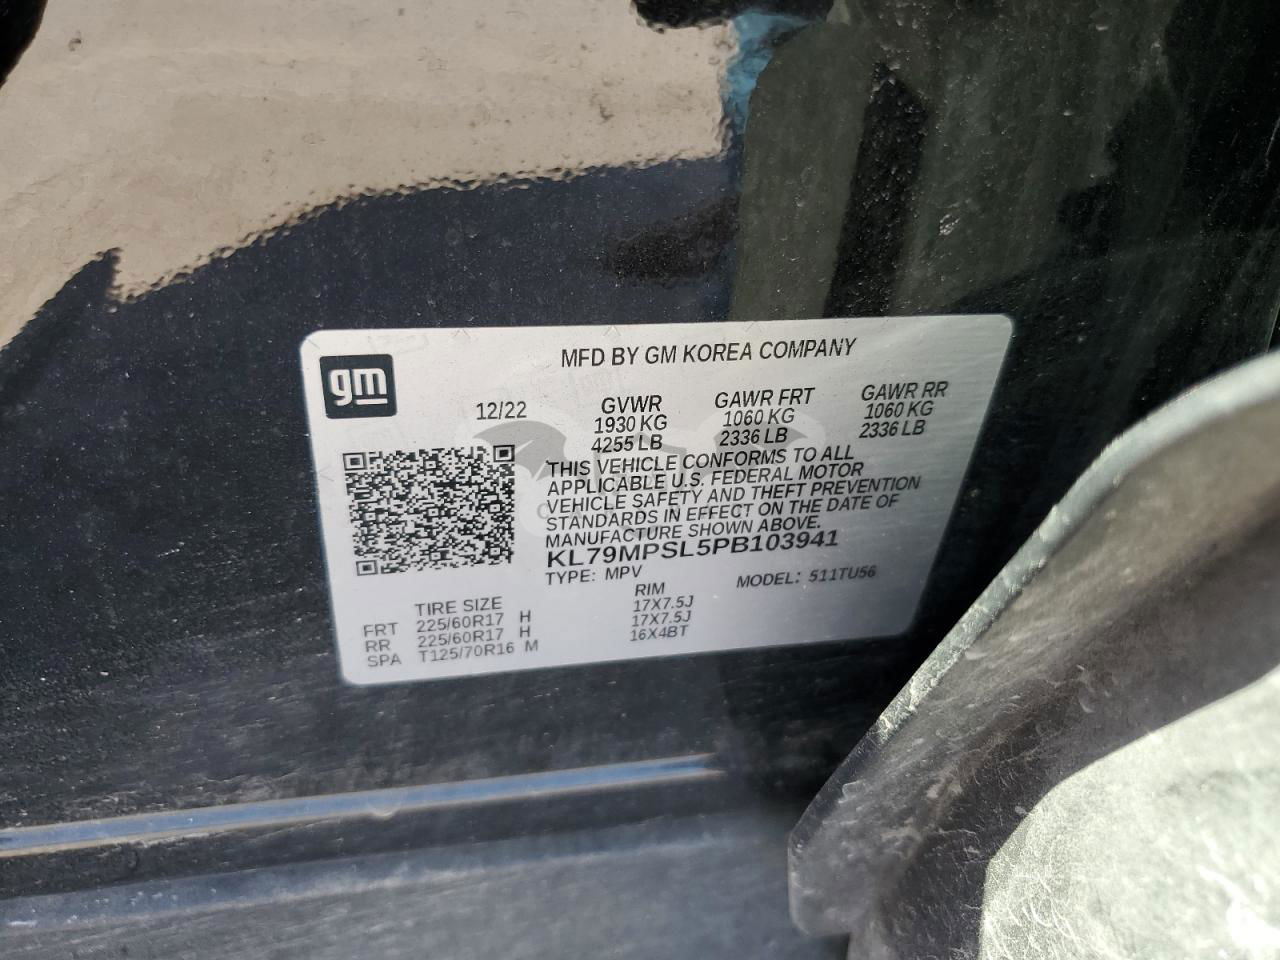 gm
MFD BY GM KOREA COMPANY
12/22
GVWR
1930 KG
4255 LB
GAWR FRT
1060 KG
2336 LB
GAWR RR
1060 KG
2336 LB
THIS VEHICLE CONFORMS TO ALL
APPLICABLE U.S. FEDERAL MOTOR
VEHICLE SAFETY AND THEFT PREVENTION
STANDARDS IN EFFECT ON THE DATE OF
MANUFACTURE SHOWN ABOVE.
KL79MPSL5PB103941
TYPE: MPV MODEL: 511TU56
TIRE SIZE RIM
FRT 225/60R17 H 17X7.5J
RR 225/60R17 H 17X7.5J
SPA T125/70R16 M 16X4BT